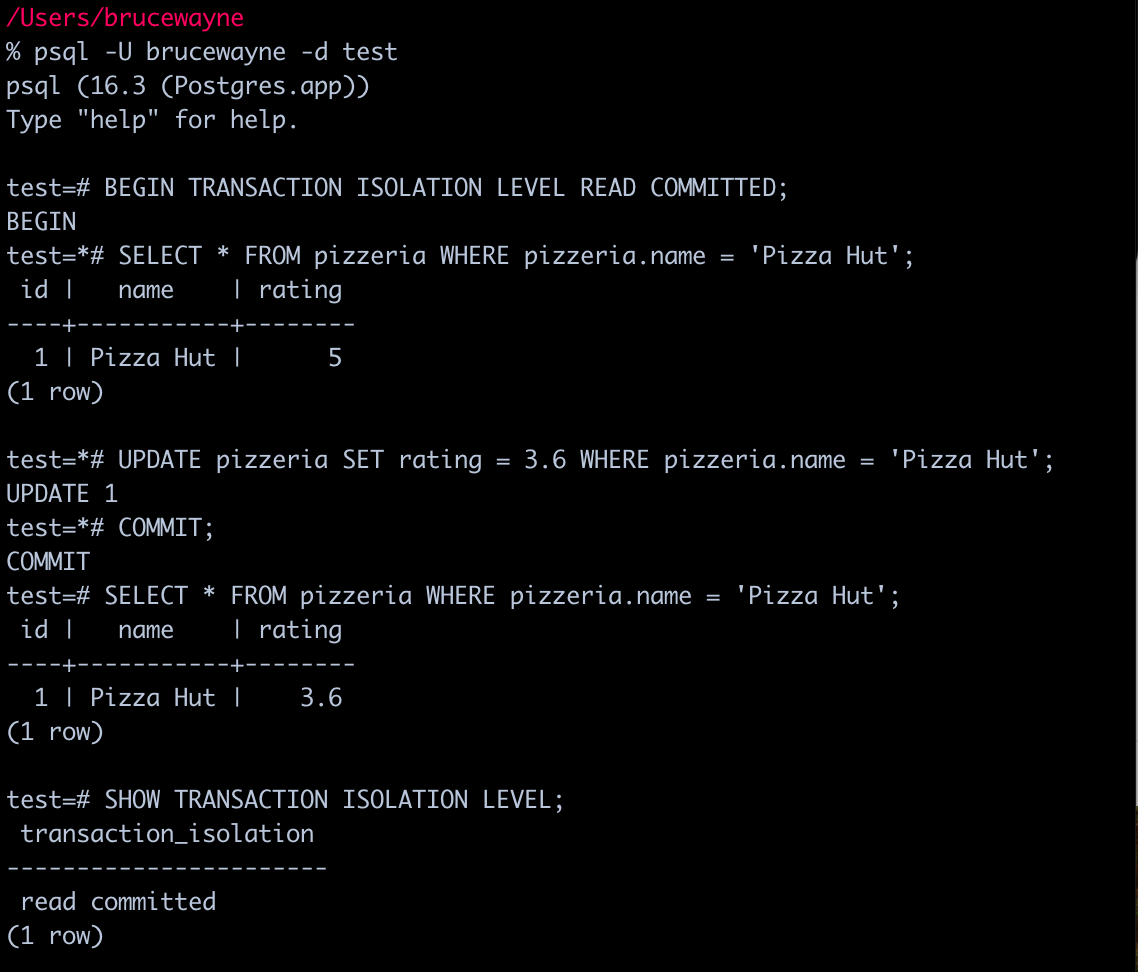 /Users/brucewayne
% psql -U brucewayne -d test
psql (16.3 (Postgres.app))
Type "help" for help.

test=# BEGIN TRANSACTION ISOLATION LEVEL READ COMMITTED;
BEGIN
test=*# SELECT * FROM pizzeria WHERE pizzeria.name = 'Pizza Hut';
 id |   name    | rating
----+-----------+--------
  1 | Pizza Hut |      5
(1 row)

test=*# UPDATE pizzeria SET rating = 3.6 WHERE pizzeria.name = 'Pizza Hut';
UPDATE 1
test=*# COMMIT;
COMMIT
test=# SELECT * FROM pizzeria WHERE pizzeria.name = 'Pizza Hut';
 id |   name    | rating
----+-----------+--------
  1 | Pizza Hut |    3.6
(1 row)

test=# SHOW TRANSACTION ISOLATION LEVEL;
 transaction_isolation
-----------------------
 read committed
(1 row)